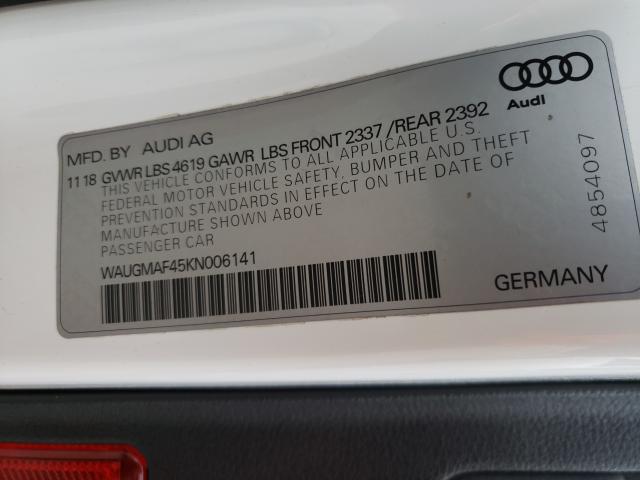 Audi
MFD. BY AUDI AG
11 18 GVWR LBS 4619 GAWR LBS FRONT 2337 /REAR 2392
THIS VEHICLE CONFORMS TO ALL APPLICABLE U.S.
FEDERAL MOTOR VEHICLE SAFETY, BUMPER AND THEFT
PREVENTION STANDARDS IN EFFECT ON THE DATE OF
MANUFACTURE SHOWN ABOVE
PASSENGER CAR
WAUGMAF45KN006141
GERMANY
4854097